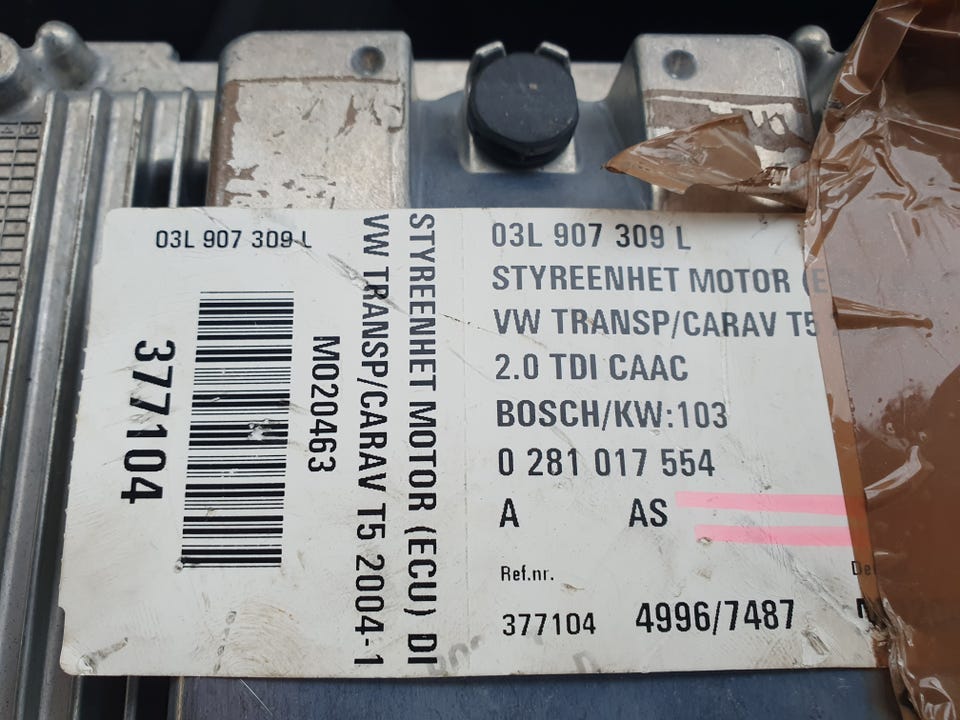 03L 907 309 L
377104
M020463
VW TRANSP/CARAV T5 2004-1
STYREENHET MOTOR (ECU) DI
03L 907 309 L
STYREENHET MOTOR (E
VW TRANSP/CARAV T5
2.0 TDI CAAC
BOSCH/KW:103
0 281 017 554
A AS
Ref.nr.
377104 4996/7487